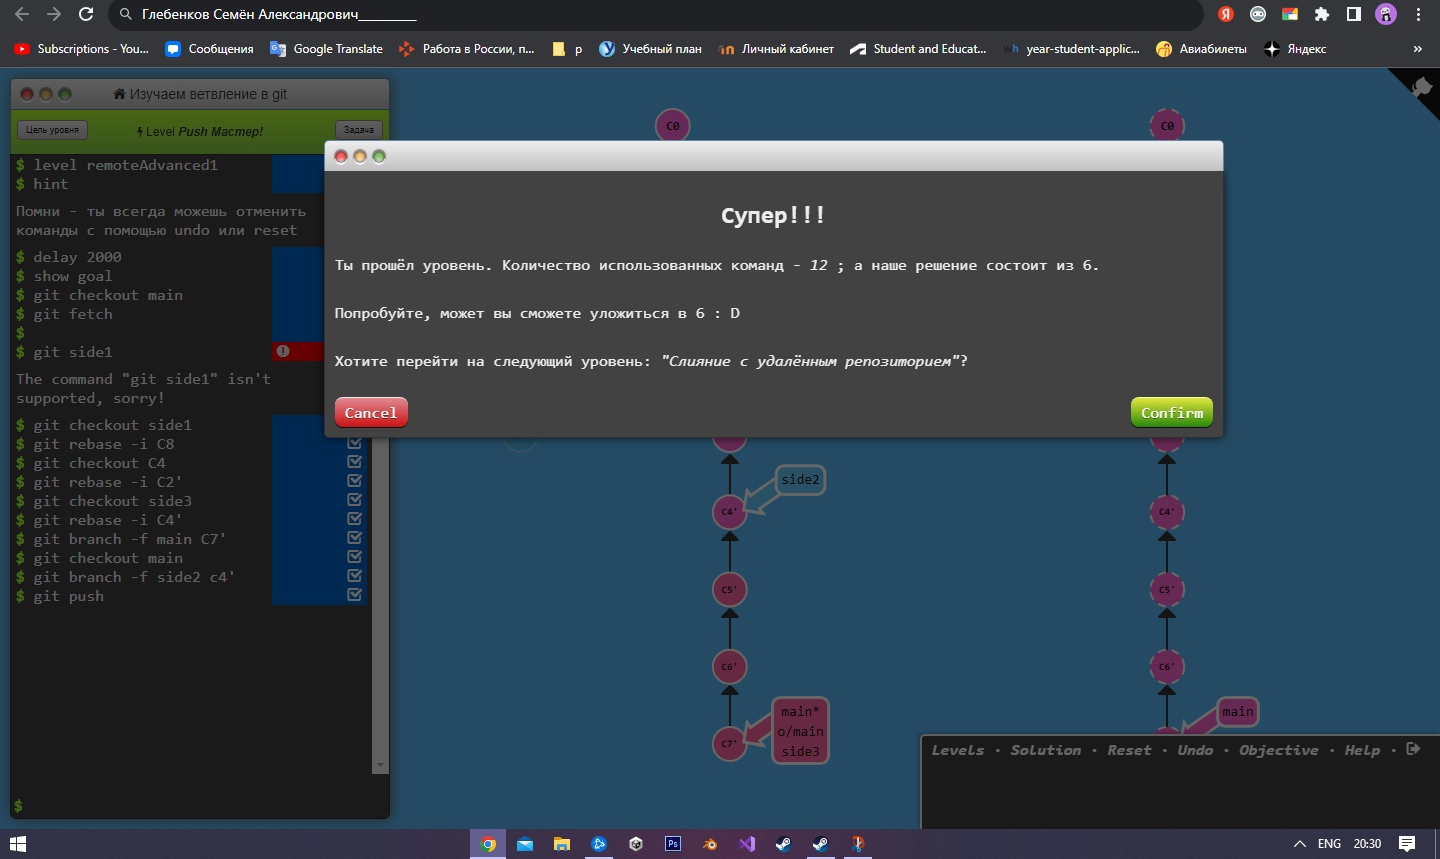 Глебенков Семён Александрович_________
Subscriptions - You...
Сообщения
Google Translate
Работа в России, п...
р
Учебный план
Личный кабинет
Student and Educat...
wh year-student-applic...
Авиабилеты
Яндекс
»
Изучаем ветвление в git
Цель уровня
Level Push Мастер!
Задача
$ level remoteAdvanced1
$ hint
Помни - ты всегда можешь отменить
команды с помощью undo или reset
$ delay 2000
$ show goal
$ git checkout main
$ git fetch
$
$ git side1
The command "git side1" isn't
supported, sorry!
$ git checkout side1
$ git rebase -i C8
$ git checkout C4
$ git rebase -i C2'
$ git checkout side3
$ git rebase -i C4'
$ git branch -f main C7'
$ git checkout main
$ git branch -f side2 c4'
$ git push
$
C0
C0
Супер!!!
Ты прошёл уровень. Количество использованных команд - 12 ; а наше решение состоит из 6.
Попробуйте, может вы сможете уложиться в 6 : D
Хотите перейти на следующий уровень: "Слияние с удалённым репозиторием"?
Cancel
Confirm
side2
C4'
C4'
C5'
C5'
C6'
C6'
main*
o/main
side3
C7'
main
Levels · Solution · Reset · Undo · Objective · Help ·
Ps
ENG
20:30